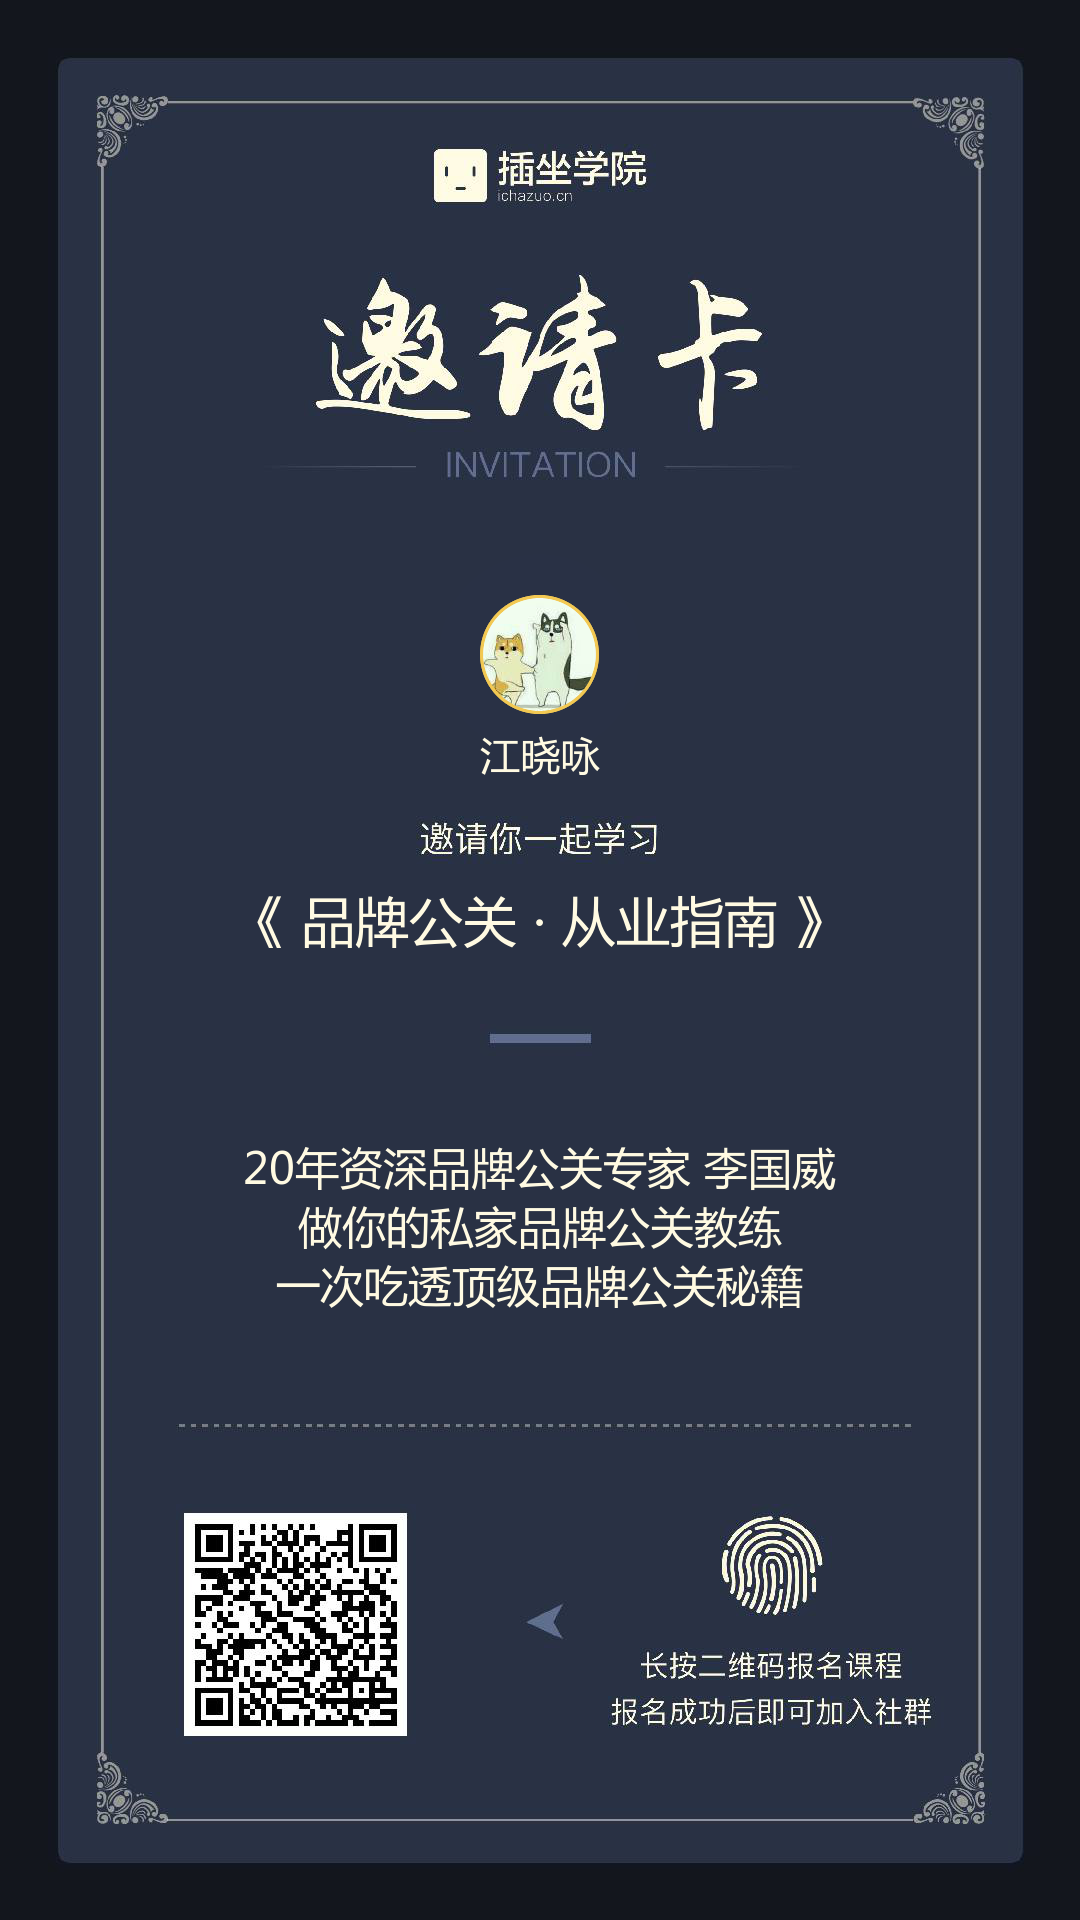 插坐学院
ichazuo.cn
邀请卡
INVITATION
江晓咏
邀请你一起学习
《 品牌公关 · 从业指南 》
20年资深品牌公关专家 李国威
做你的私家品牌公关教练
一次吃透顶级品牌公关秘籍
长按二维码报名课程
报名成功后即可加入社群